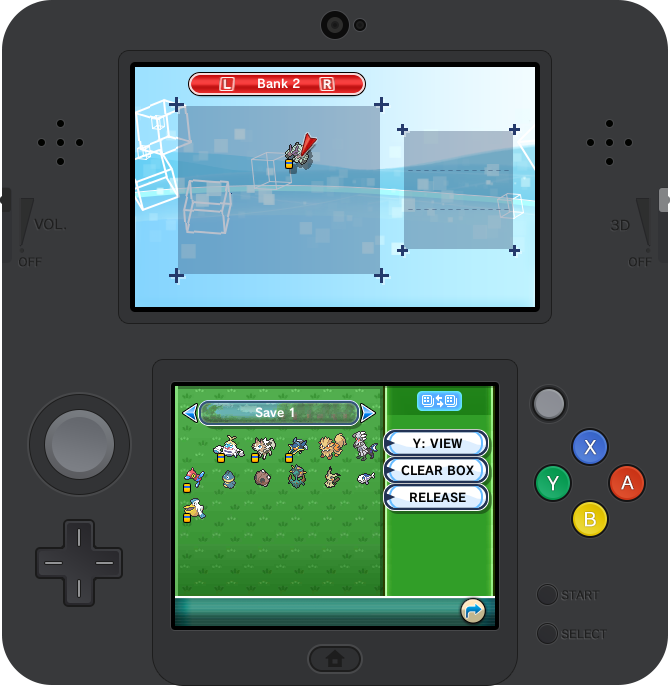 L Bank 2 R
VOL.
OFF
3D
OFF
Save 1
Y: VIEW
CLEAR BOX
RELEASE
X
Y
A
B
START
SELECT